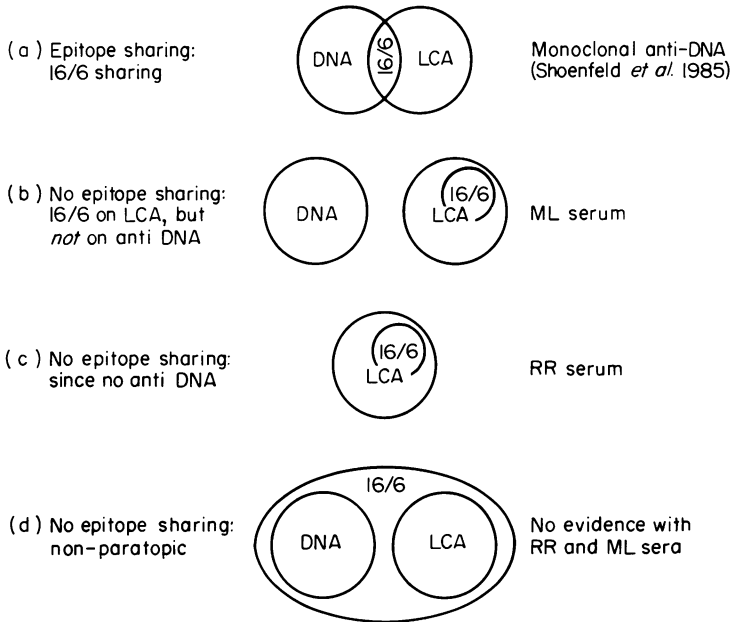 (a) Epitope sharing:
16/6 sharing
DNA
16/6
LCA
Monoclonal anti-DNA
(Shoenfeld et al. 1985)
(b) No epitope sharing:
16/6 on LCA, but
not on anti DNA
DNA
16/6
LCA
ML serum
(c) No epitope sharing:
since no anti DNA
16/6
LCA
RR serum
(d) No epitope sharing:
non-paratopic
16/6
DNA
LCA
No evidence with
RR and ML sera